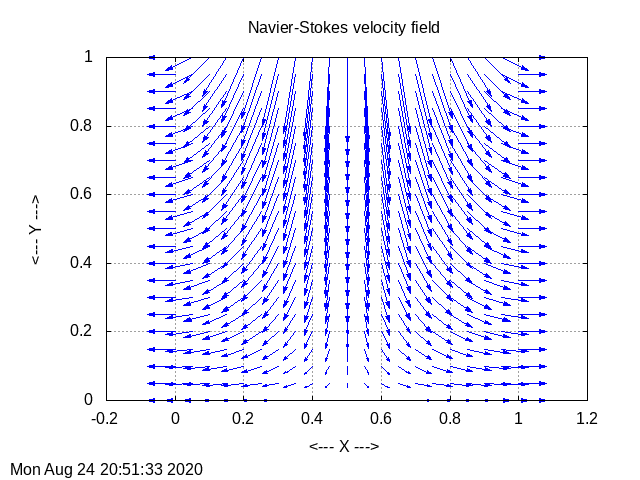 Navier-Stokes velocity field
1
0.8
0.6
0.4
0.2
0
<--- Y --->
-0.2 0 0.2 0.4 0.6 0.8 1 1.2
<--- X --->
Mon Aug 24 20:51:33 2020